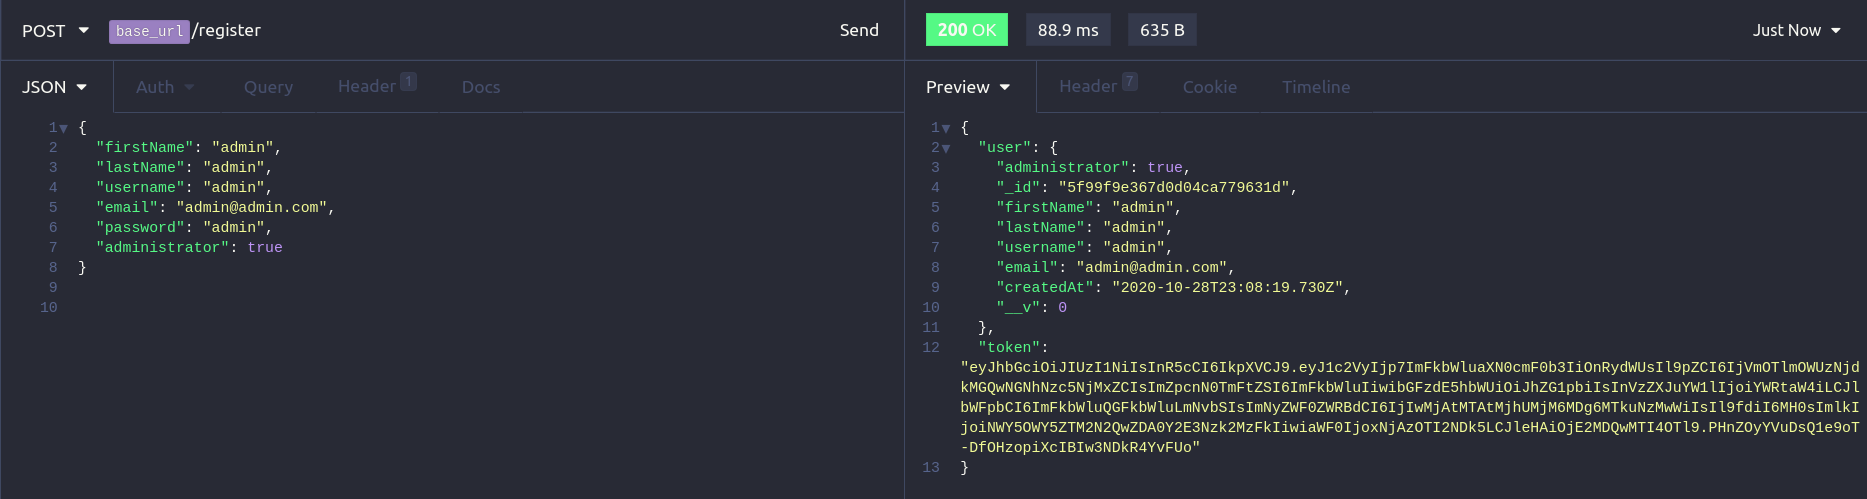 POST base_url/register Send
JSON Auth Query Header 1 Docs
1 {
2 "firstName": "admin",
3 "lastName": "admin",
4 "username": "admin",
5 "email": "admin@admin.com",
6 "password": "admin",
7 "administrator": true
8 }
9
10
200 OK 88.9 ms 635 B Just Now
Preview Header 7 Cookie Timeline
1 {
2 "user": {
3 "administrator": true,
4 "_id": "5f99f9e367d0d04ca779631d",
5 "firstName": "admin",
6 "lastName": "admin",
7 "username": "admin",
8 "email": "admin@admin.com",
9 "createdAt": "2020-10-28T23:08:19.730Z",
10 "__v": 0
11 },
12 "token":
"eyJhbGciOiJIUzI1NiIsInR5cCI6IkpXVCJ9.eyJ1c2VyIjp7ImFkbWluaXN0cmF0b3IiOnRydWUsIl9pZCI6IjVmOTlmOWUzNjd
kMGQwNGNhNzc5NjMxZCIsImZpcnN0TmFtZSI6ImFkbWluIiwibGFzdE5hbWUiOiJhZG1pbiIsInVzZXJuYW1lIjoiYWRtaW4iLCJl
bWFpbCI6ImFkbWluQGFkbWluLmNvbSIsImNyZWF0ZWRBdCI6IjIwMjAtMTAtMjhUMjM6MDg6MTkuNzMwWiIsIl9fdiI6MH0sImlkI
joiNWY5OWY5ZTM2N2QwZDA0Y2E3Nzk2MzFkIiwiaWF0IjoxNjAzOTI2NDk5LCJleHAiOjE2MDQwMTI4OTl9.PHnZOyYVuDsQ1e9oT
-DfOHzopiXcIBIw3NDkR4YvFUo"
13 }